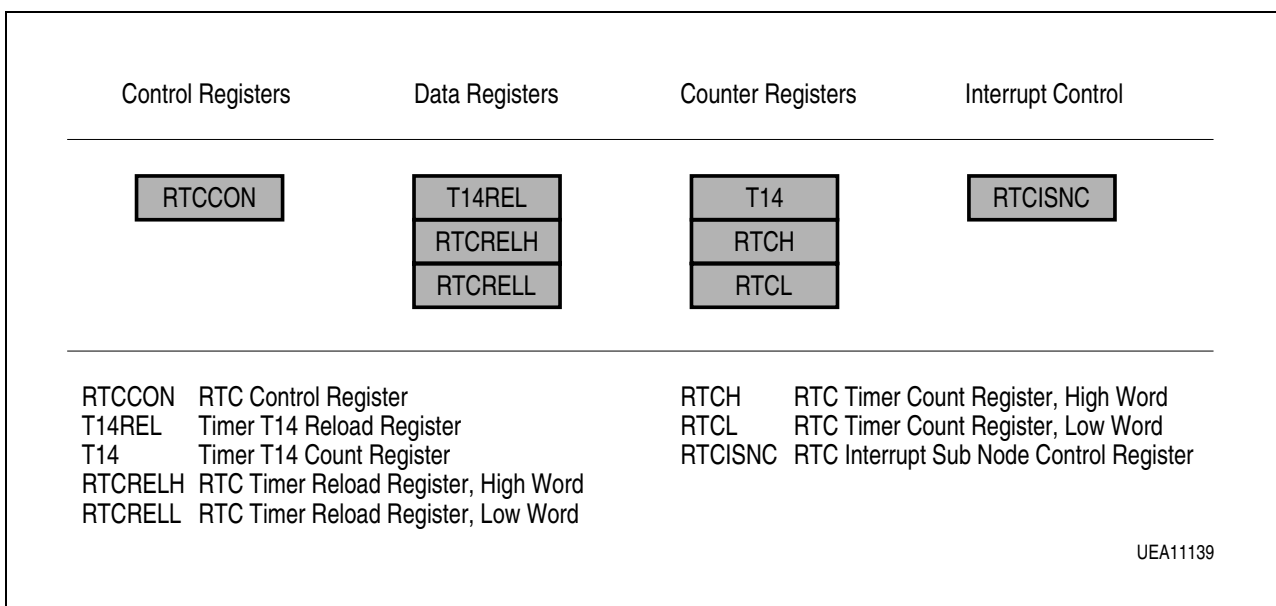 Control Registers Data Registers Counter Registers Interrupt Control
RTCCON T14REL T14 RTCISNC
RTCRELH RTCH
RTCRELL RTCL
RTCCON RTC Control Register
T14REL Timer T14 Reload Register
T14 Timer T14 Count Register
RTCRELH RTC Timer Reload Register, High Word
RTCRELL RTC Timer Reload Register, Low Word
RTCH RTC Timer Count Register, High Word
RTCL RTC Timer Count Register, Low Word
RTCISNC RTC Interrupt Sub Node Control Register
UEA11139